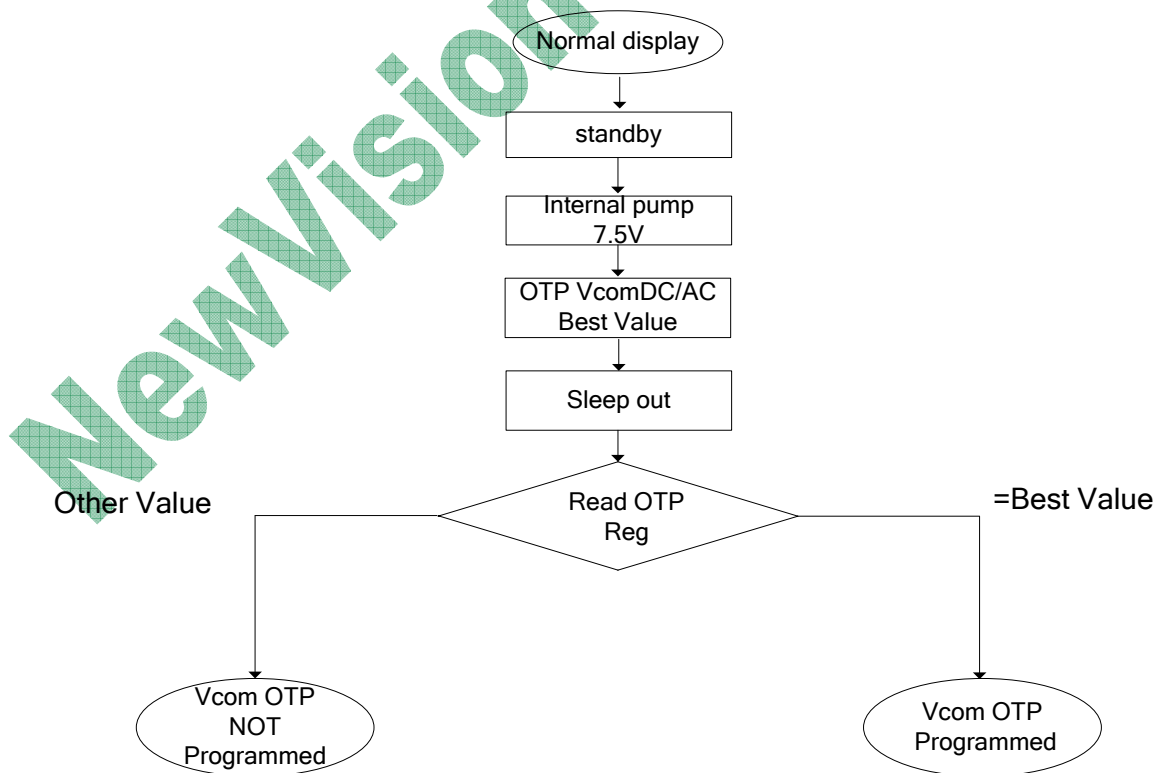 Normal display
standby
Internal pump
7.5V
OTP VcomDC/AC
Best Value
Sleep out
Read OTP
Reg
Other Value
=Best Value
Vcom OTP
NOT
Programmed
Vcom OTP
Programmed
NewVision